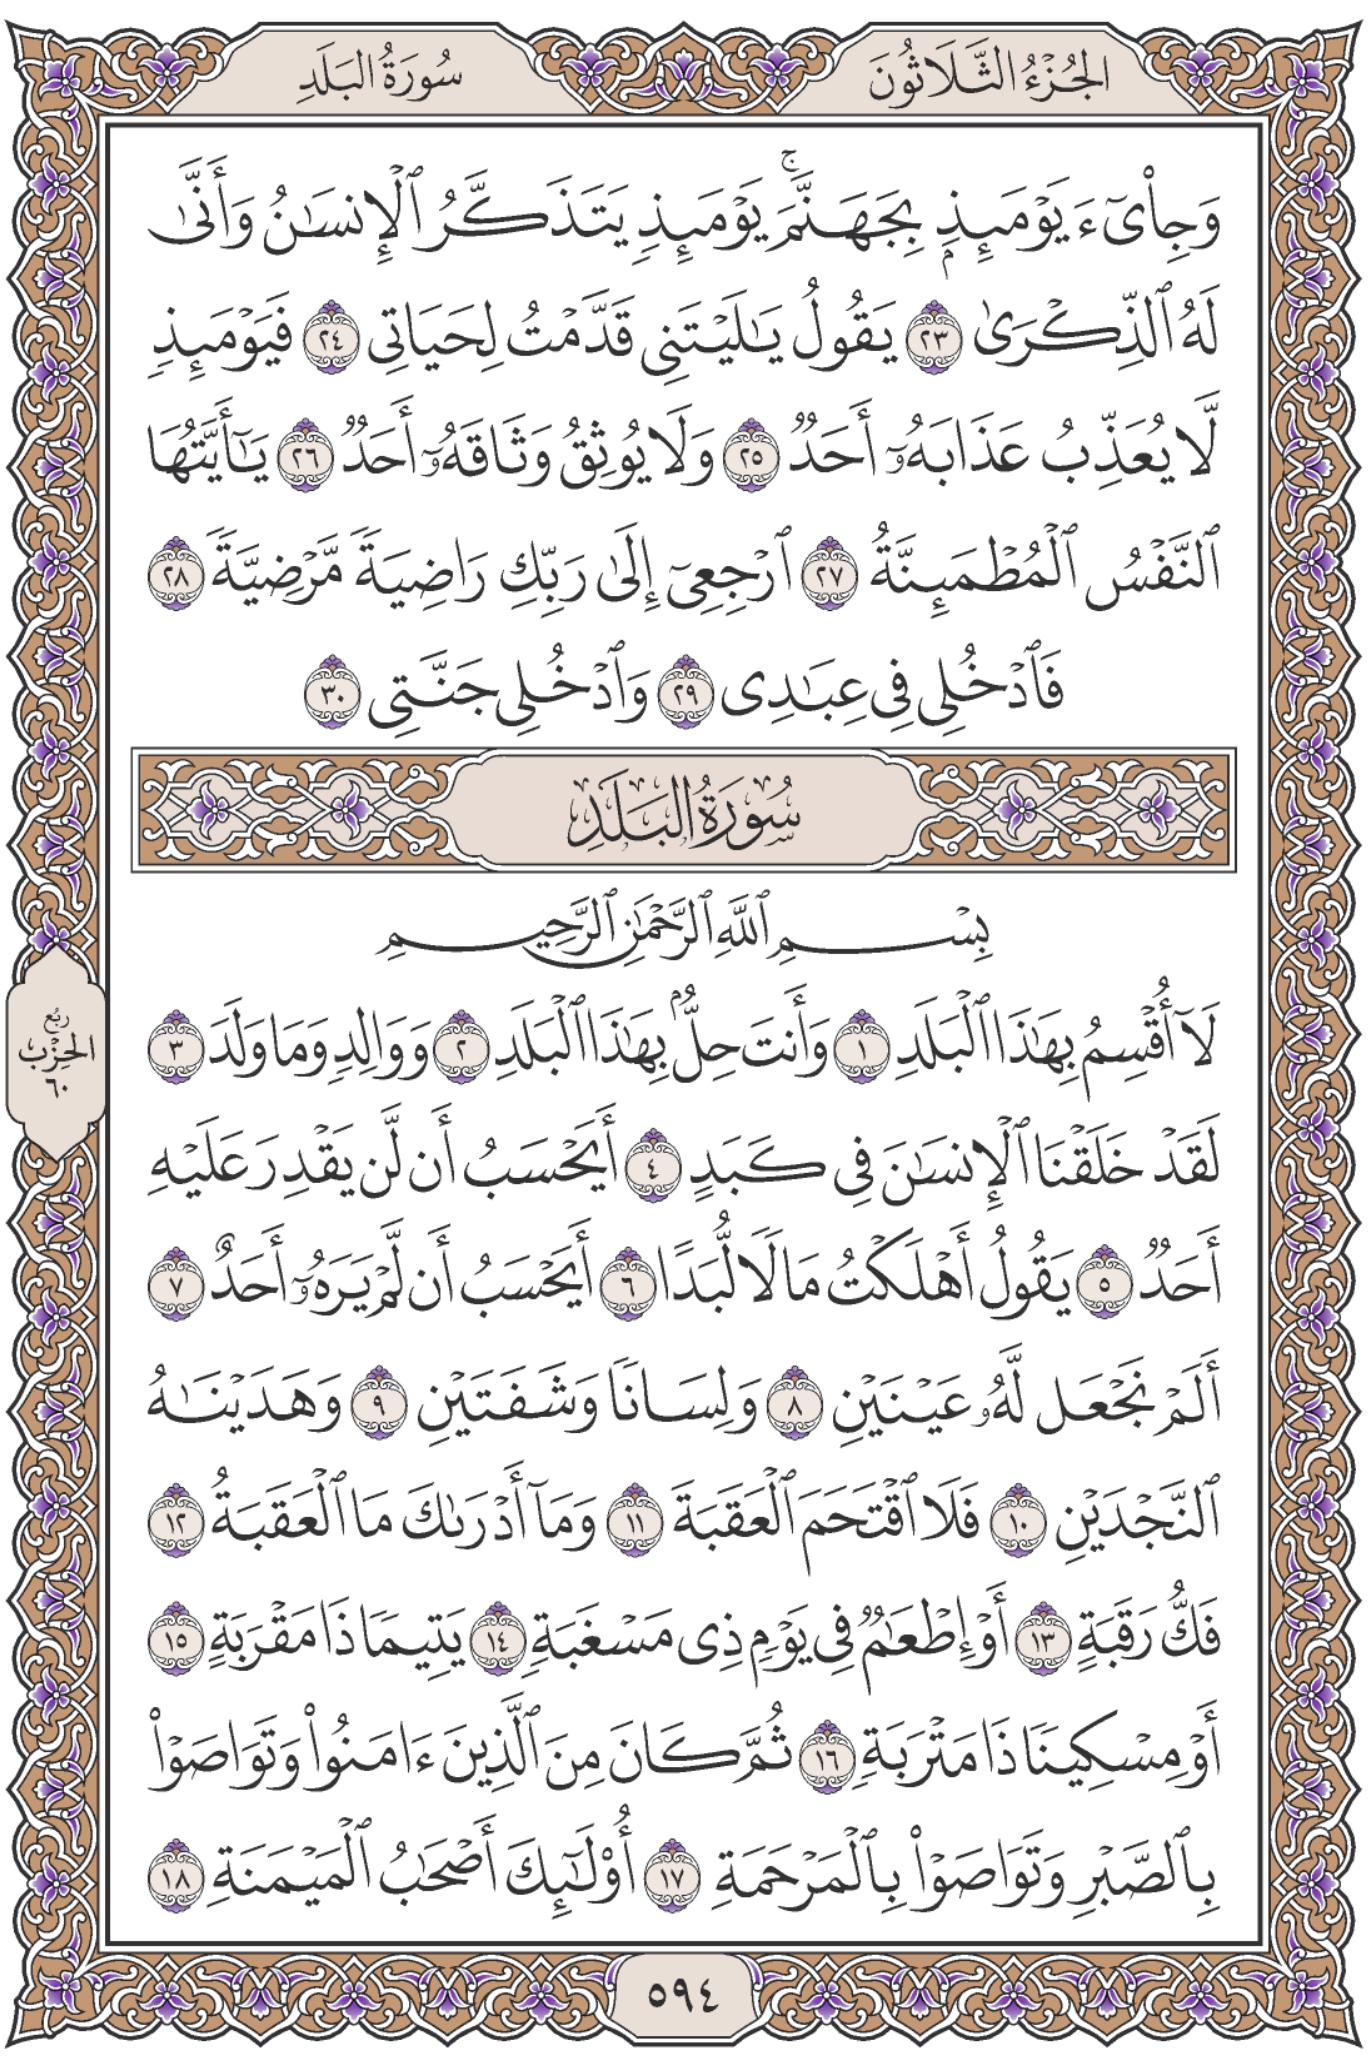 الجُزْءُ الثَّلَاثُونَ
سُورَةُ البَلَدِ
وَجِاْىٓءَ يَوْمَئِذِۭ بِجَهَنَّمَۚ يَوْمَئِذٖ يَتَذَكَّرُ ٱلْإِنسَٰنُ وَأَنَّىٰ
لَهُ ٱلذِّكْرَىٰ ٢٣ يَقُولُ يَٰلَيْتَنِى قَدَّمْتُ لِحَيَاتِى ٢٤ فَيَوْمَئِذٖ
لَّا يُعَذِّبُ عَذَابَهُۥٓ أَحَدٞ ٢٥ وَلَا يُوثِقُ وَثَاقَهُۥٓ أَحَدٞ ٢٦ يَٰٓأَيَّتُهَا
ٱلنَّفْسُ ٱلْمُطْمَئِنَّةُ ٢٧ ٱرْجِعِىٓ إِلَىٰ رَبِّكِ رَاضِيَةٗ مَّرْضِيَّةٗ ٢٨
فَٱدْخُلِى فِى عِبَٰدِى ٢٩ وَٱدْخُلِى جَنَّتِى ٣٠
سُورَةُ البَلَدِ
بِسْمِ ٱللَّهِ ٱلرَّحْمَٰنِ ٱلرَّحِيمِ
لَآ أُقْسِمُ بِهَٰذَا ٱلْبَلَدِ ١ وَأَنتَ حِلُّۢ بِهَٰذَا ٱلْبَلَدِ ٢ وَوَالِدٖ وَمَا وَلَدَ ٣
لَقَدْ خَلَقْنَا ٱلْإِنسَٰنَ فِى كَبَدٍ ٤ أَيَحْسَبُ أَن لَّن يَقْدِرَ عَلَيْهِ
أَحَدٞ ٥ يَقُولُ أَهْلَكْتُ مَالٗا لُّبَدًا ٦ أَيَحْسَبُ أَن لَّمْ يَرَهُۥٓ أَحَدٌ ٧
أَلَمْ نَجْعَل لَّهُۥ عَيْنَيْنِ ٨ وَلِسَانٗا وَشَفَتَيْنِ ٩ وَهَدَيْنَٰهُ
ٱلنَّجْدَيْنِ ١٠ فَلَا ٱقْتَحَمَ ٱلْعَقَبَةَ ١١ وَمَآ أَدْرَىٰكَ مَا ٱلْعَقَبَةُ ١٢
فَكُّ رَقَبَةٍ ١٣ أَوْ إِطْعَٰمٞ فِى يَوْمٖ ذِى مَسْغَبَةٖ ١٤ يَتِيمٗا ذَا مَقْرَبَةٍ ١٥
أَوْ مِسْكِينٗا ذَا مَتْرَبَةٖ ١٦ ثُمَّ كَانَ مِنَ ٱلَّذِينَ ءَامَنُوا۟ وَتَوَاصَوْا۟
بِٱلصَّبْرِ وَتَوَاصَوْا۟ بِٱلْمَرْحَمَةِ ١٧ أُو۟لَٰٓئِكَ أَصْحَٰبُ ٱلْمَيْمَنَةِ ١٨
رُبُع
الحِزْب
٦٠
٥٩٤